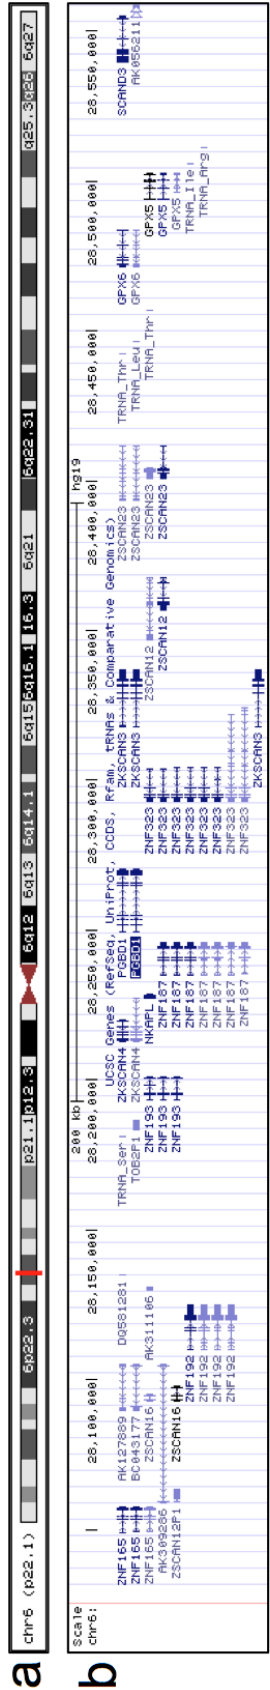 a
chr6 (p22.1) 6p22.3 p21.1 p12.3 6q12 6q13 6q14.1 6q15 6q16.1 16.3 6q21 6q22.31 q25.3 q26 6q27
b
Scale 200 kb hg19
chr6: 28,100,000 28,150,000 28,200,000 28,250,000 28,300,000 28,350,000 28,400,000 28,450,000 28,500,000 28,550,000
UCSC Genes (RefSeq, UniProt, CCDS, Rfam, tRNAs & Comparative Genomics)
ZNF165 AK127889 DQ581281 TRNA_Ser ZKSCAN4 PGBD1 ZKSCAN3 ZSCAN23 TRNA_Thr GPX6 SCAND3
ZNF165 BC043177 TOB2P1 ZKSCAN4 PGBD1 ZKSCAN3 ZSCAN23 TRNA_Leu GPX6 AK056211
ZNF165 ZSCAN16 AK311106 ZNF193 NKAPL ZNF323 ZSCAN12 ZSCAN23 TRNA_Thr GPX5
AK309286 ZNF193 ZNF187 ZNF323 ZSCAN12 ZSCAN23 GPX5
ZSCAN12P1 ZSCAN16 ZNF193 ZNF187 ZNF323 GPX5
ZNF192 ZNF187 ZNF323 TRNA_Ile
ZNF192 ZNF187 ZNF323 TRNA_Arg
ZNF192 ZNF187 ZNF323
ZNF192 ZNF187 ZNF323
ZKSCAN3